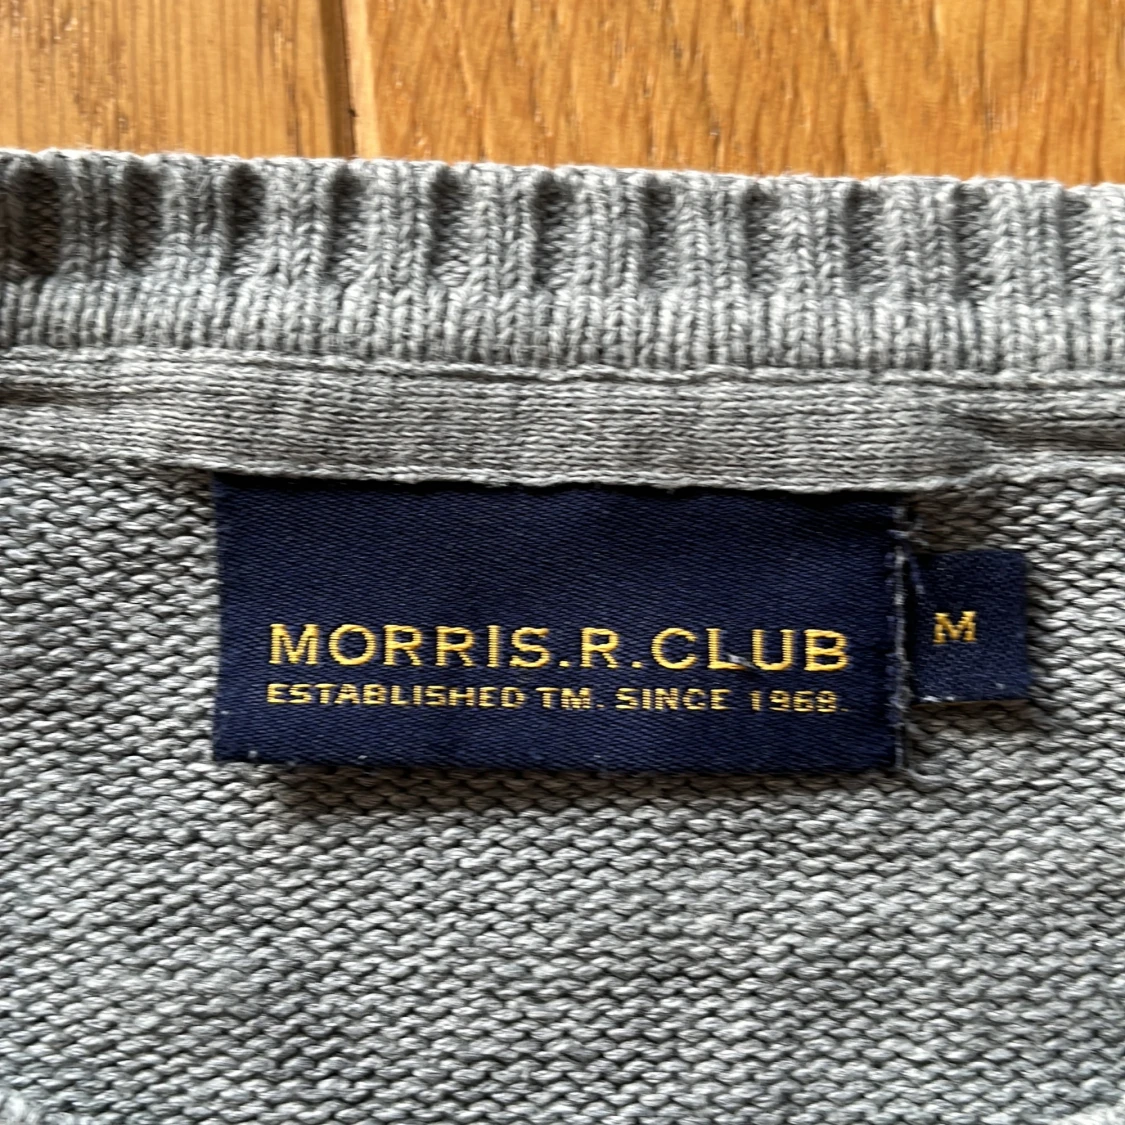 MORRIS.R.CLUB
ESTABLISHED TM. SINCE 1968.
M